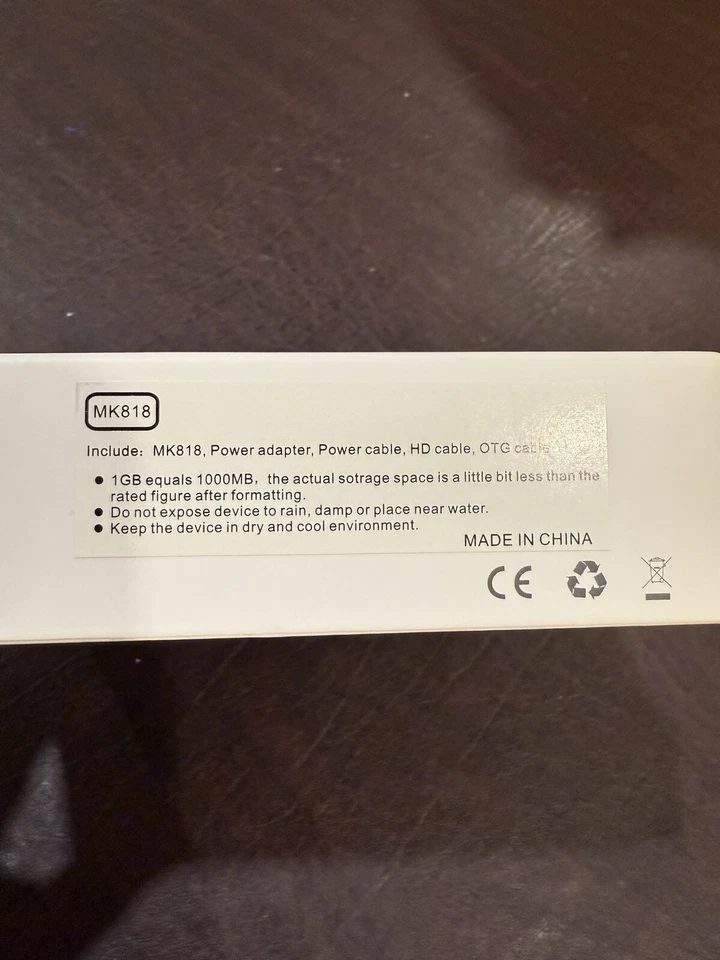 MK818
Include: MK818, Power adapter, Power cable, HD cable, OTG cable
● 1GB equals 1000MB, the actual sotrage space is a little bit less than the
rated figure after formatting.
● Do not expose device to rain, damp or place near water.
● Keep the device in dry and cool environment.
MADE IN CHINA
CE